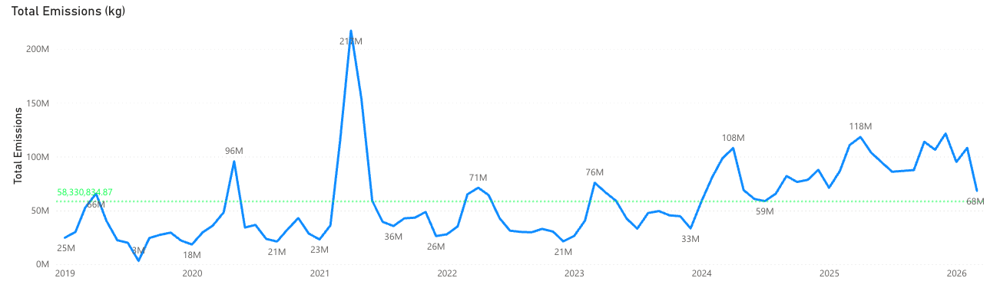 Total Emissions (kg)
Total Emissions
200M
150M
100M
50M
0M
58,330,834.87
25M
66M
3M
18M
96M
21M
23M
36M
26M
71M
21M
76M
33M
108M
59M
118M
68M
2019
2020
2021
2022
2023
2024
2025
2026